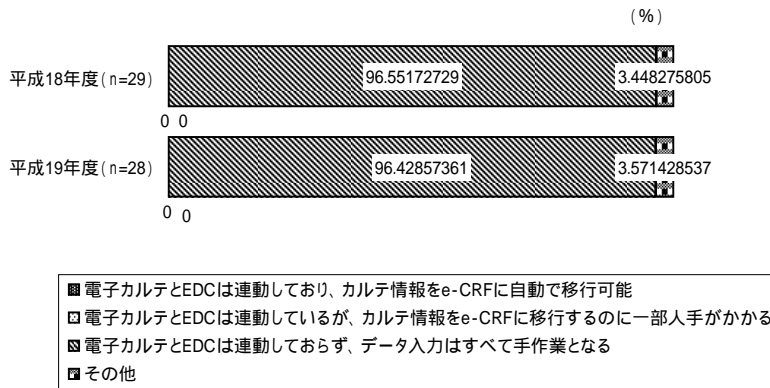 (%)
平成18年度(n=29)
96.55172729
3.448275805
0 0
平成19年度(n=28)
96.42857361
3.571428537
0 0
電子カルテとEDCは連動しており、カルテ情報をe-CRFに自動で移行可能
電子カルテとEDCは連動しているが、カルテ情報をe-CRFに移行するのに一部人手がかかる
電子カルテとEDCは連動しておらず、データ入力はすべて手作業となる
その他